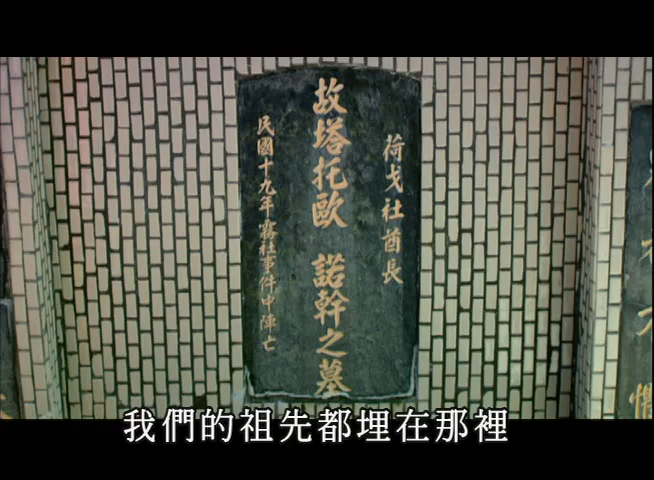 荷戈社酋長
故塔托歐 諾幹之墓
民國十九年霧社事件中陣亡
我們的祖先都埋在那裡